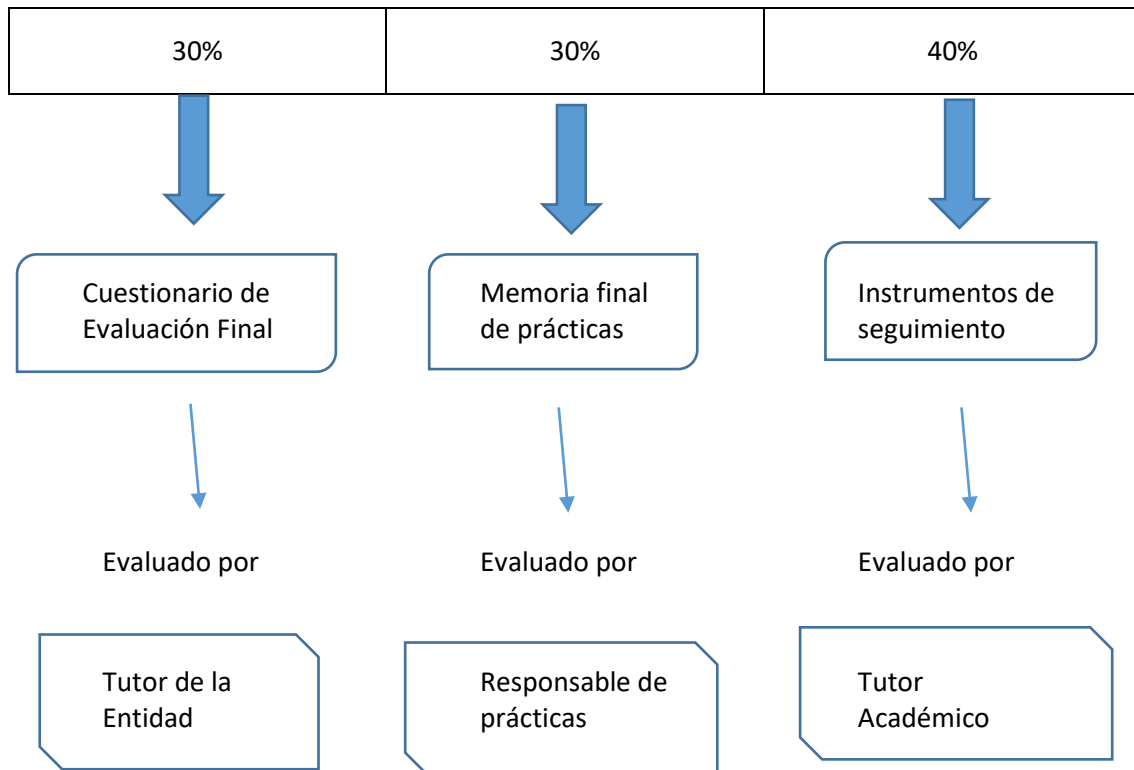 30%
30%
40%
Cuestionario de
Evaluación Final
Memoria final
de prácticas
Instrumentos de
seguimiento
Evaluado por
Evaluado por
Evaluado por
Tutor de la
Entidad
Responsable de
prácticas
Tutor
Académico